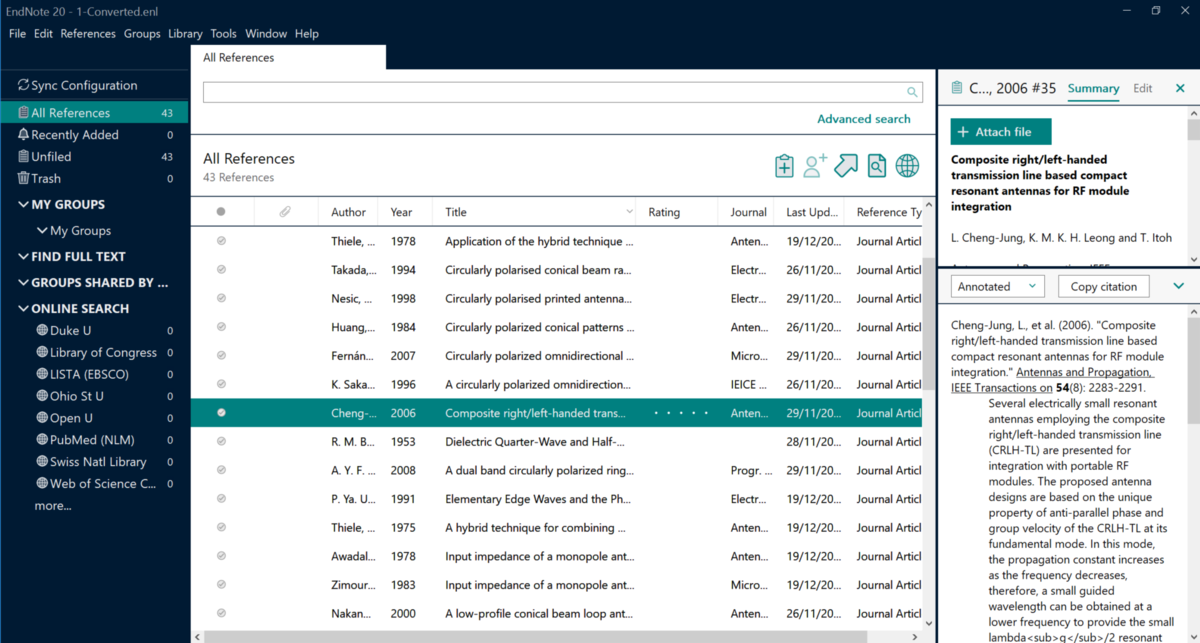 EndNote 20 - 1-Converted.enl
File Edit References Groups Library Tools Window Help
Sync Configuration
All References 43
Recently Added 0
Unfiled 43
Trash 0
MY GROUPS
My Groups
FIND FULL TEXT
GROUPS SHARED BY ...
ONLINE SEARCH
Duke U 0
Library of Congress 0
LISTA (EBSCO) 0
Ohio St U 0
Open U 0
PubMed (NLM) 0
Swiss Natl Library 0
Web of Science C... 0
more...
All References
Advanced search
All References
43 References
Author Year Title Rating Journal Last Upd... Reference Ty
Thiele, ... 1978 Application of the hybrid technique ... Anten... 19/12/20... Journal Articl
Takada,... 1994 Circularly polarised conical beam ra... Electr... 26/11/20... Journal Articl
Nesic, ... 1998 Circularly polarised printed antenna... Electr... 29/11/20... Journal Articl
Huang,... 1984 Circularly polarized conical patterns ... Anten... 26/11/20... Journal Articl
Fernán... 2007 Circularly polarized omnidirectional ... Micro... 29/11/20... Journal Articl
K. Saka... 1996 A circularly polarized omnidirection... IEICE ... 26/11/20... Journal Articl
Cheng-... 2006 Composite right/left-handed trans... Anten... 29/11/20... Journal Articl
R. M. B... 1953 Dielectric Quarter-Wave and Half-... 28/11/20... Journal Articl
A. Y. F. ... 2008 A dual band circularly polarized ring... Progr. ... 29/11/20... Journal Articl
P. Ya. U... 1991 Elementary Edge Waves and the Ph... Electr... 19/12/20... Journal Articl
Thiele, ... 1975 A hybrid technique for combining ... Anten... 19/12/20... Journal Articl
Awadal... 1978 Input impedance of a monopole ant... Anten... 19/12/20... Journal Articl
Zimour... 1983 Input impedance of a monopole ant... Micro... 19/12/20... Journal Articl
Nakan... 2000 A low-profile conical beam loop ant... Anten... 26/11/20... Journal Articl
C..., 2006 #35 Summary Edit
Attach file
Composite right/left-handed
transmission line based compact
resonant antennas for RF module
integration
L. Cheng-Jung, K. M. K. H. Leong and T. Itoh
Annotated Copy citation
Cheng-Jung, L., et al. (2006). "Composite
right/left-handed transmission line based
compact resonant antennas for RF module
integration." Antennas and Propagation,
IEEE Transactions on 54(8): 2283-2291.
Several electrically small resonant
antennas employing the composite
right/left-handed transmission line
(CRLH-TL) are presented for
integration with portable RF
modules. The proposed antenna
designs are based on the unique
property of anti-parallel phase and
group velocity of the CRLH-TL at its
fundamental mode. In this mode,
the propagation constant increases
as the frequency decreases,
therefore, a small guided
wavelength can be obtained at a
lower frequency to provide the small
lambda<sub>g</sub>/2 resonant